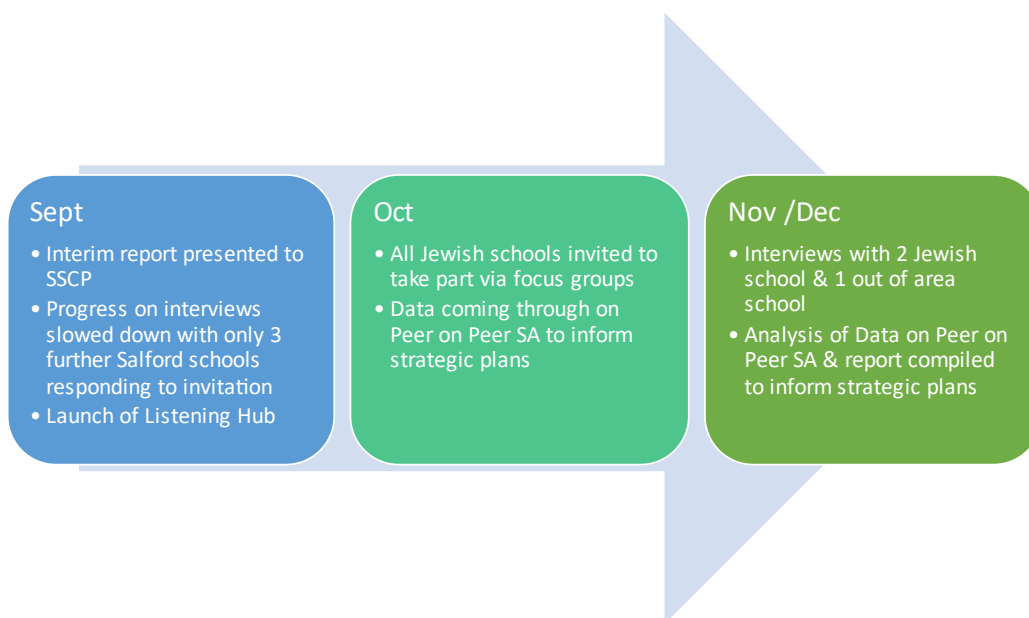 Sept
• Interim report presented to
SSCP
• Progress on interviews
slowed down with only 3
further Salford schools
responding to invitation
• Launch of Listening Hub
Oct
• All Jewish schools invited to
take part via focus groups
• Data coming through on
Peer on Peer SA to inform
strategic plans
Nov /Dec
• Interviews with 2 Jewish
school & 1 out of area
school
• Analysis of Data on Peer on
Peer SA & report compiled
to inform strategic plans